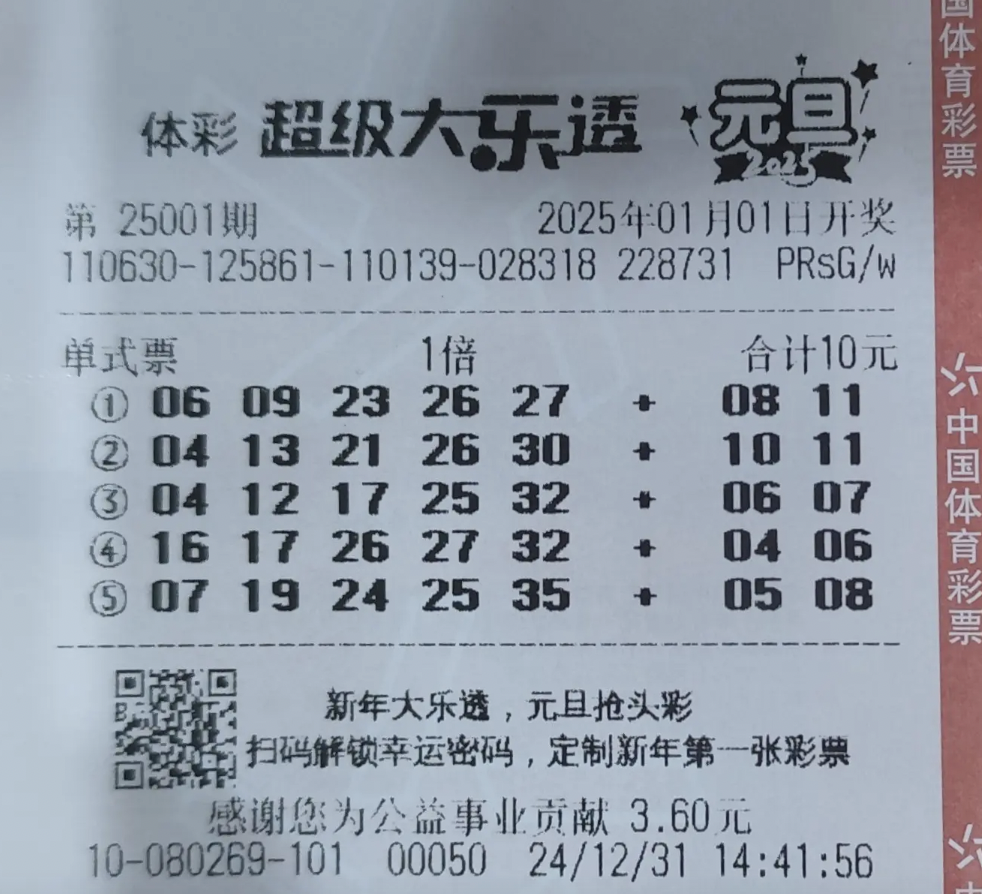 体彩 超级大乐透 元旦 2025
第 25001期 2025年01月01日开奖
110630-125861-110139-028318 228731 PRsG/w
单式票 1倍 合计10元
① 06 09 23 26 27 + 08 11
② 04 13 21 26 30 + 10 11
③ 04 12 17 25 32 + 06 07
④ 16 17 26 27 32 + 04 06
⑤ 07 19 24 25 35 + 05 08
新年大乐透，元旦抢头彩
扫码解锁幸运密码，定制新年第一张彩票
感谢您为公益事业贡献 3.60元
10-080269-101 00050 24/12/31 14:41:56
国体育彩票
中国体育彩票
中